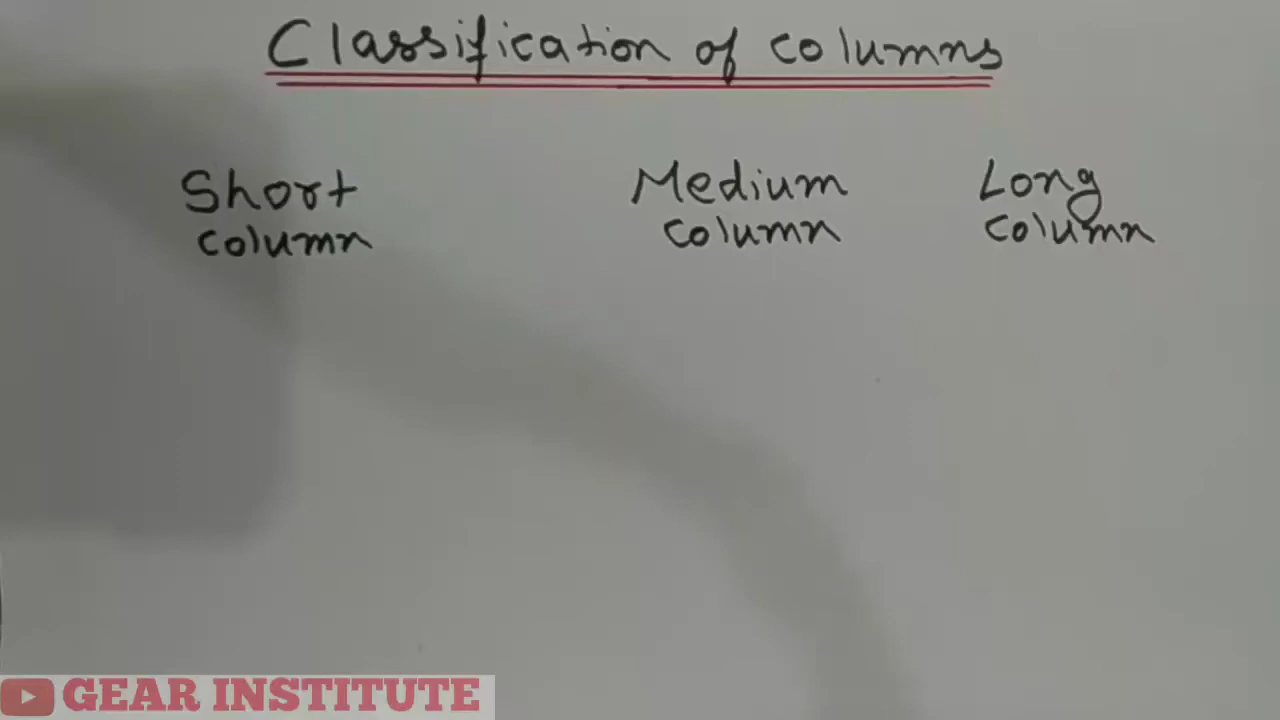 Classification of columns
Short column
Medium column
Long column
GEAR INSTITUTE